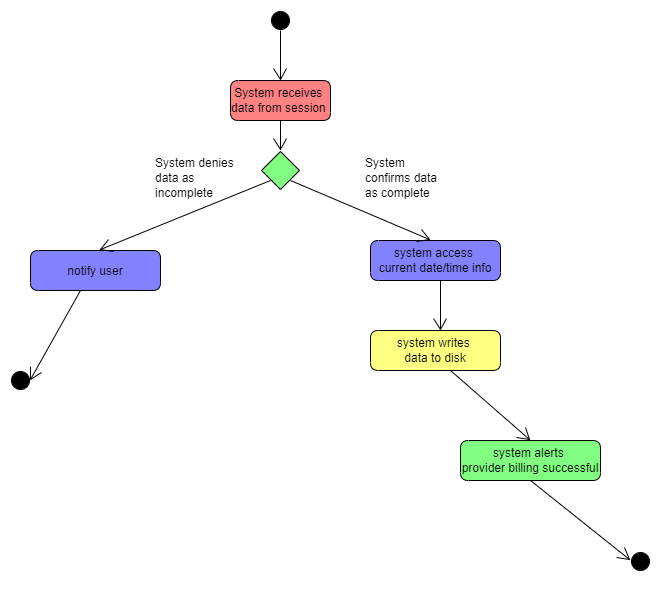 System receives
data from session
System denies
data as
incomplete
System
confirms data
as complete
notify user
system access
current date/time info
system writes
data to disk
system alerts
provider billing successful